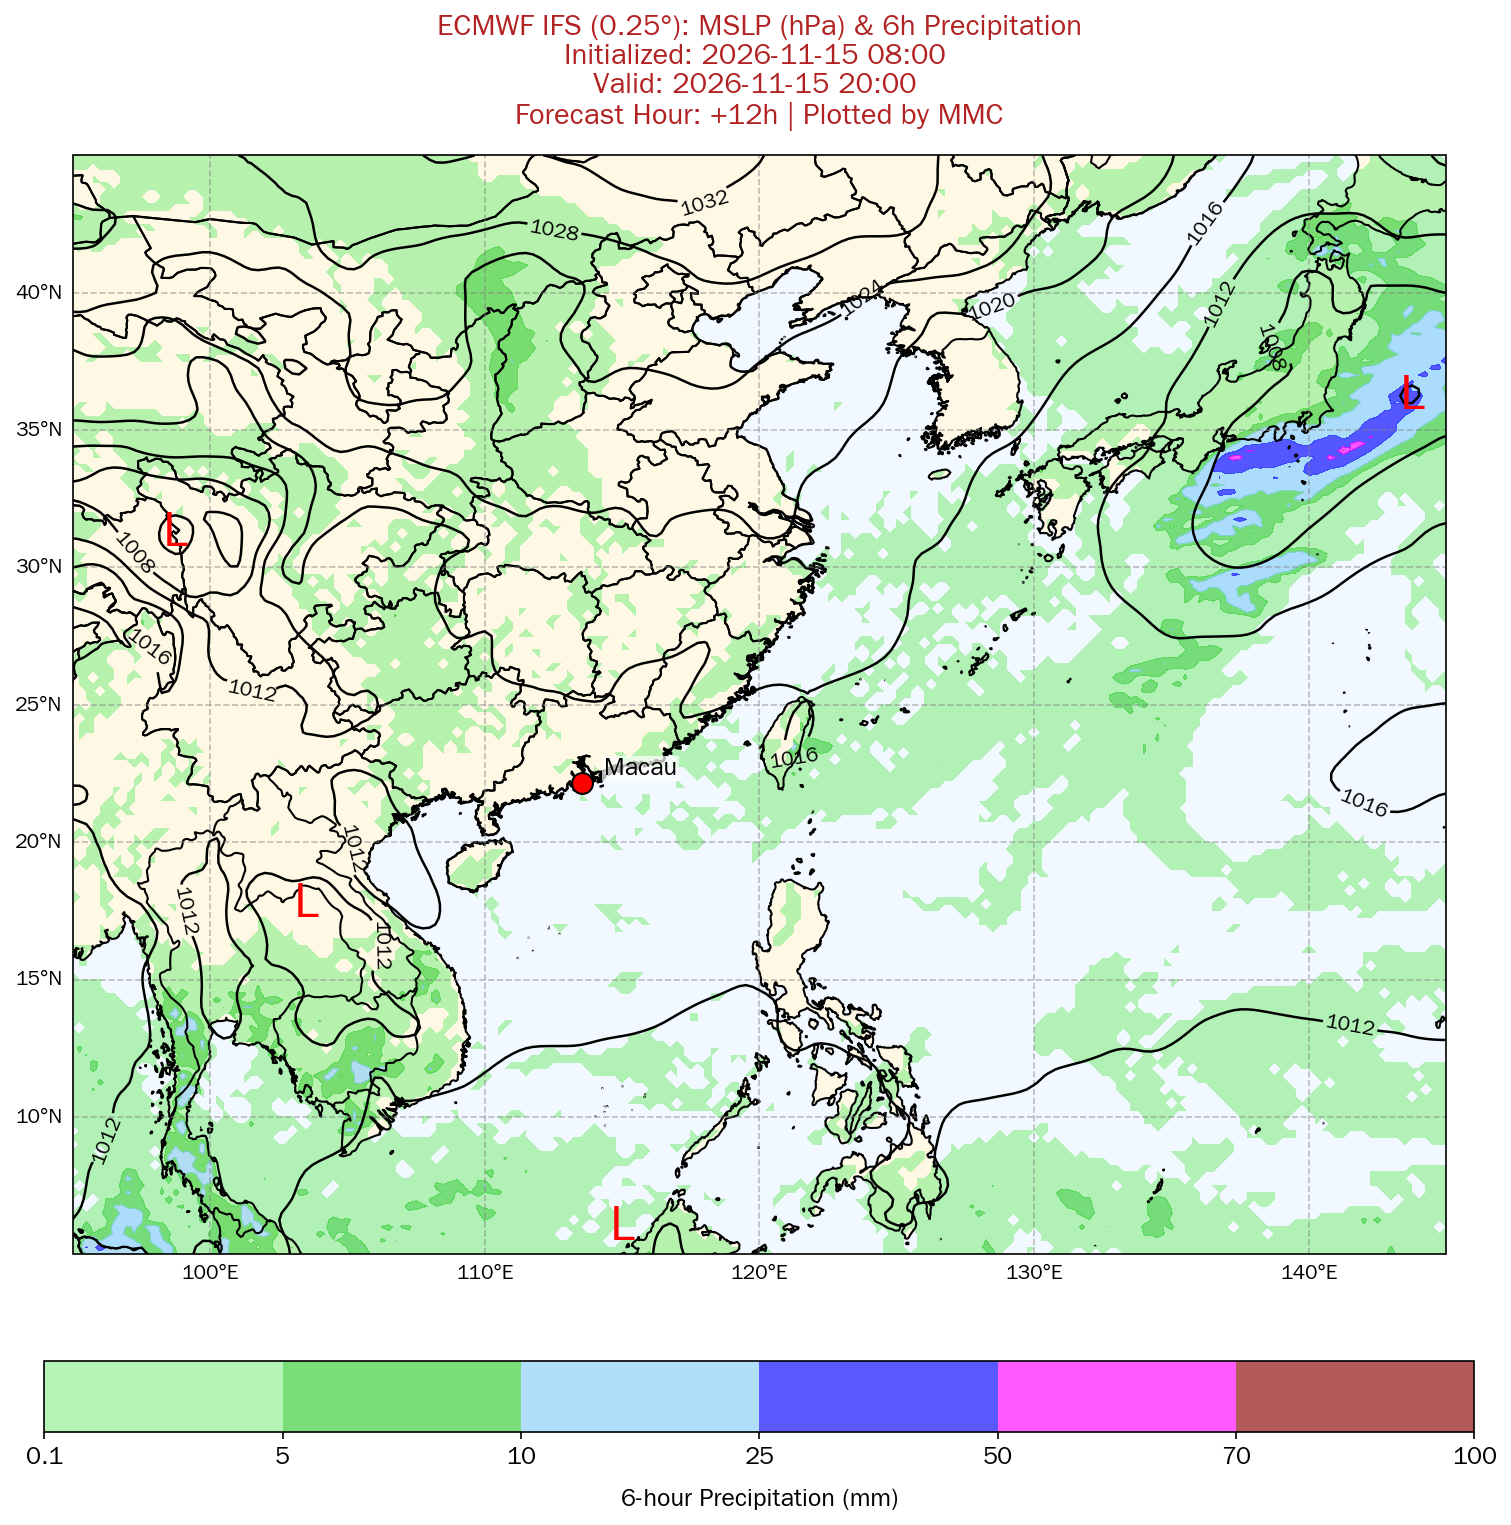 ECMWF IFS (0.25°): MSLP (hPa) & 6h Precipitation
Initialized: 2026-11-15 08:00
Valid: 2026-11-15 20:00
Forecast Hour: +12h | Plotted by MMC
1032
1028
1016
1024
1020
1012
1008
40°N
L
35°N
L
1008
30°N
1016
1012
25°N
Macau
1016
1016
20°N
1012
L
1012
1012
15°N
1012
10°N
1012
L
100°E 110°E 120°E 130°E 140°E
0.1 5 10 25 50 70 100
6-hour Precipitation (mm)